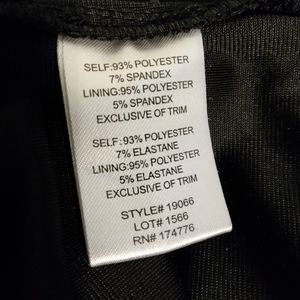 SELF:93% POLYESTER
7% SPANDEX
LINING:95% POLYESTER
5% SPANDEX
EXCLUSIVE OF TRIM
SELF:93% POLYESTER
7% ELASTANE
LINING:95% POLYESTER
5% ELASTANE
EXCLUSIVE OF TRIM
STYLE# 19066
LOT# 1566
RN# 174776